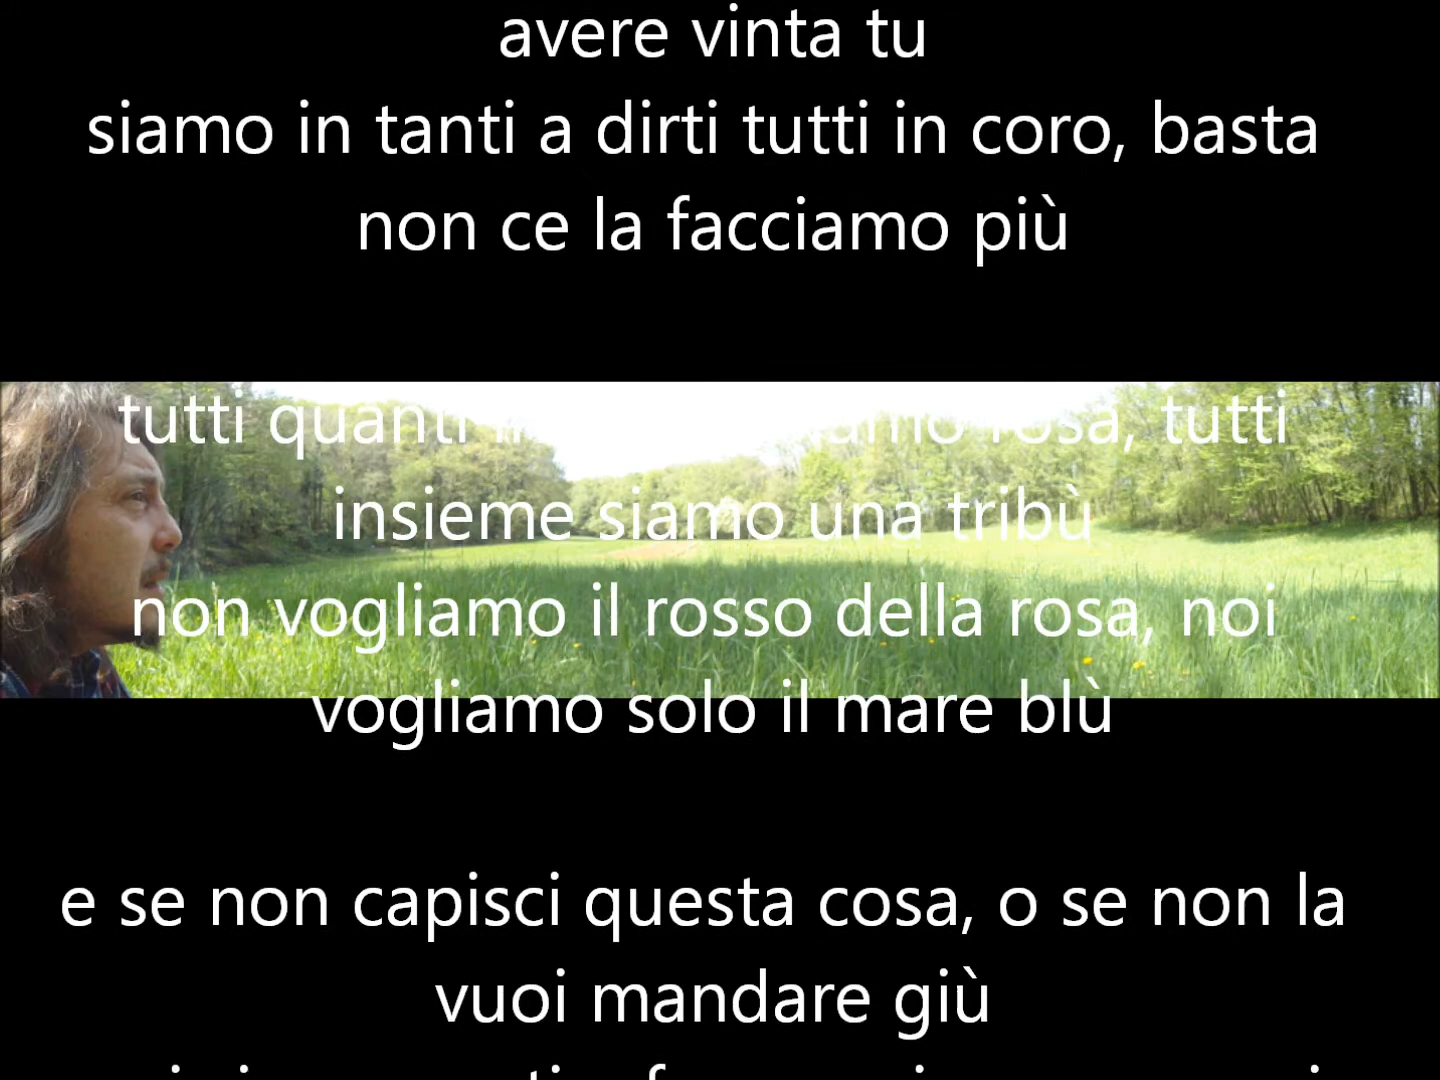 avere vinta tu
siamo in tanti a dirti tutti in coro, basta
non ce la facciamo più
tutti quanti rosa, tutti
insieme siamo una tribù
non vogliamo il rosso della rosa, noi
vogliamo solo il mare blù
e se non capisci questa cosa, o se non la
vuoi mandare giù